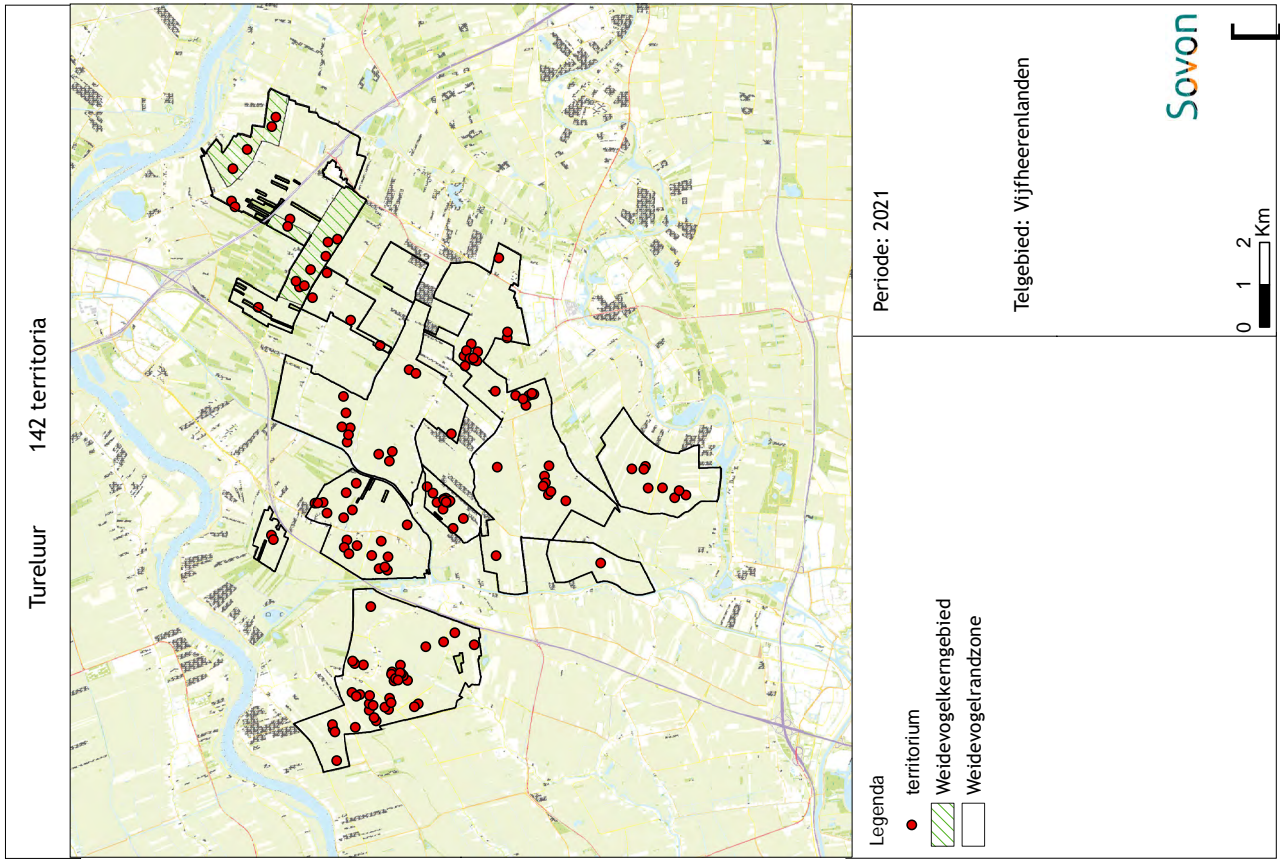 Tureluur 142 territoria
Legenda
territorium
Weidevogelkerngebied
Weidevogelrandzone
Periode: 2021
Telgebied: Vijfheerenlanden
0 1 2
Km
Sovon